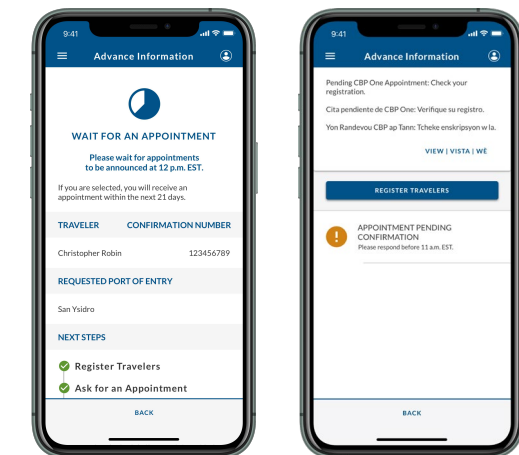 9:41
Advance Information
WAIT FOR AN APPOINTMENT
Please wait for appointments
to be announced at 12 p.m. EST.
If you are selected, you will receive an
appointment within the next 21 days.
TRAVELER CONFIRMATION NUMBER
Christopher Robin 123456789
REQUESTED PORT OF ENTRY
San Ysidro
NEXT STEPS
Register Travelers
Ask for an Appointment
BACK
9:41
Advance Information
Pending CBP One Appointment: Check your
registration.
Cita pendiente de CBP One: Verifique su registro.
Yon Randevou CBP ap Tann: Tcheke enskripsyon w la.
VIEW | VISTA | WÈ
REGISTER TRAVELERS
APPOINTMENT PENDING
CONFIRMATION
Please respond before 11 a.m. EST.
BACK